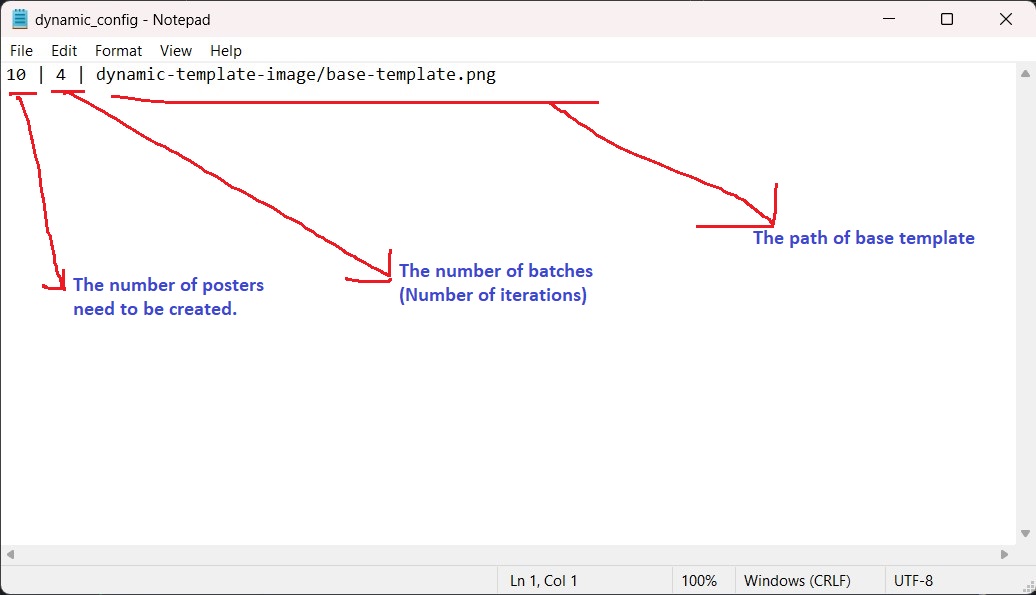 dynamic_config - Notepad
File Edit Format View Help
10 | 4 | dynamic-template-image/base-template.png
The path of base template
The number of batches
(Number of iterations)
The number of posters
need to be created.
Ln 1, Col 1 100% Windows (CRLF) UTF-8